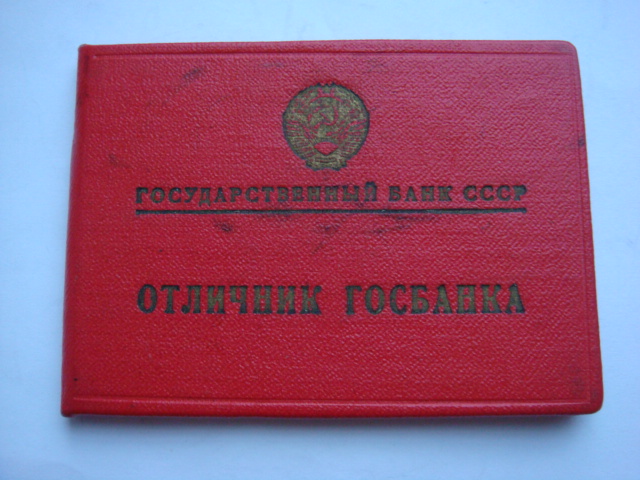 ГОСУДАРСТВЕННЫЙ БАНК СССР
ОТЛИЧНИК ГОСБАНКА